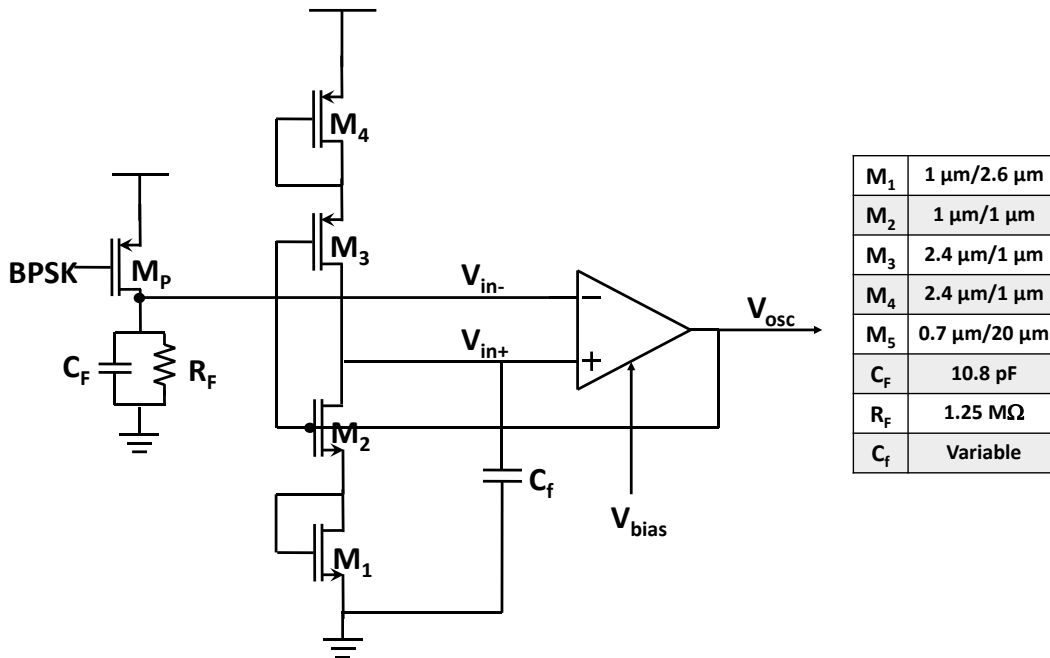 M4
M3
BPSK
MP
Vin-
−
Vosc
Vin+
+
CF
RF
M2
Cf
Vbias
M1
M1 1 μm/2.6 μm
M2 1 μm/1 μm
M3 2.4 μm/1 μm
M4 2.4 μm/1 μm
M5 0.7 μm/20 μm
CF 10.8 pF
RF 1.25 MΩ
Cf Variable